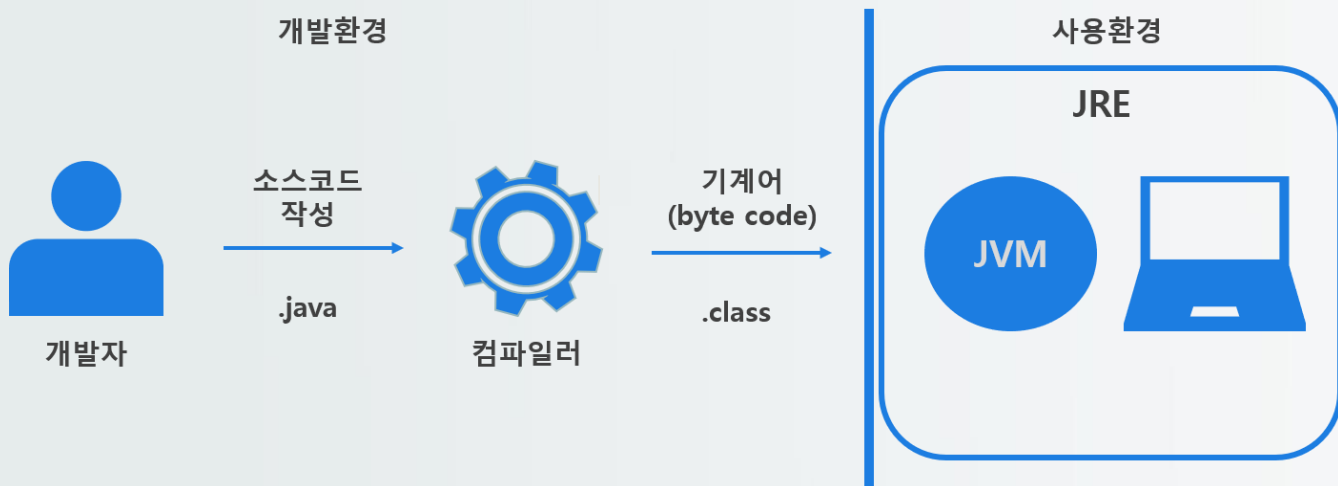 개발환경
사용환경
JRE
소스코드
작성
기계어
(byte code)
JVM
.java
.class
개발자
컴파일러